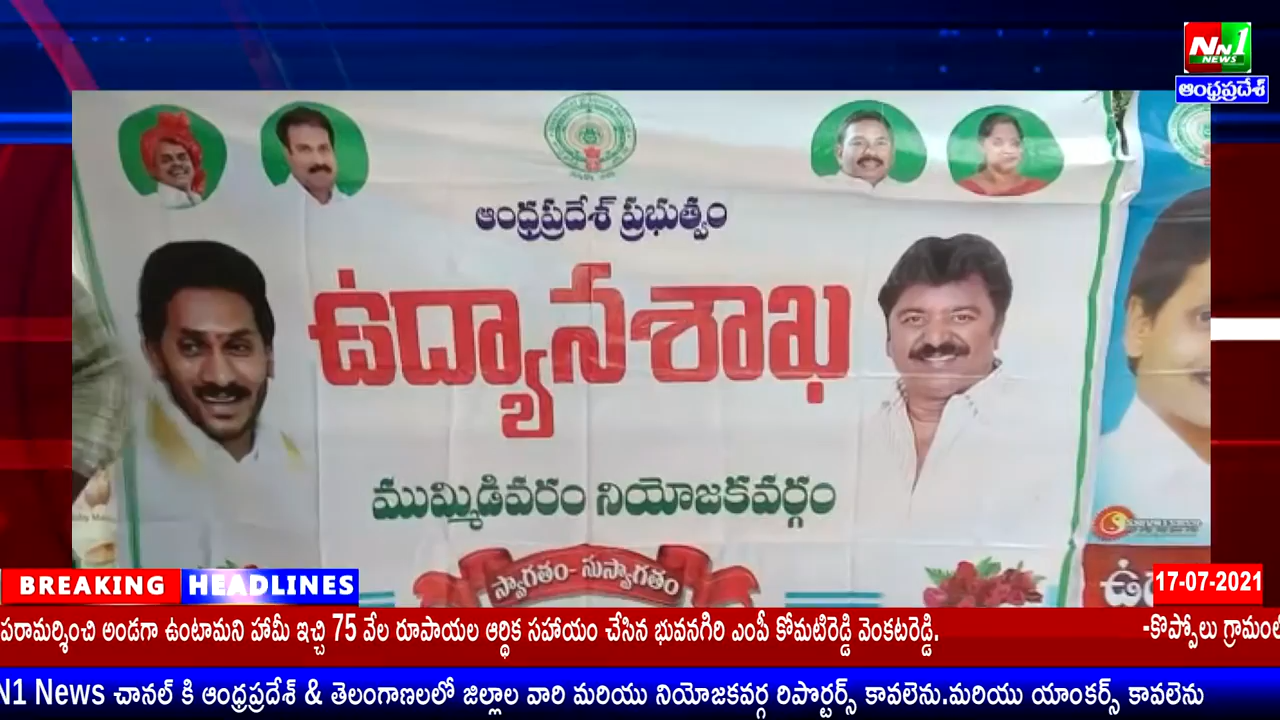 NN1
NEWS
ఆంధ్రప్రదేశ్
ఆంధ్రప్రదేశ్ ప్రభుత్వం
ఉద్యానశాఖ
ముమ్మిడివరం నియోజకవర్గం
స్వాగతం- సుస్వాగతం
BREAKING HEADLINES
17-07-2021
పరామర్శించి అండగా ఉంటామని హామీ ఇచ్చి 75 వేల రూపాయల ఆర్థిక సహాయం చేసిన భువనగిరి ఎంపీ కోమటిరెడ్డి వెంకటరెడ్డి. -కొప్పోలు
N1 News చానల్ కి ఆంధ్రప్రదేశ్ & తెలంగాణలలో జిల్లాల వారి మరియు నియోజకవర్గ రిపొర్టర్స్ కావలెను.మరియు యాంకర్స్ కావలెను